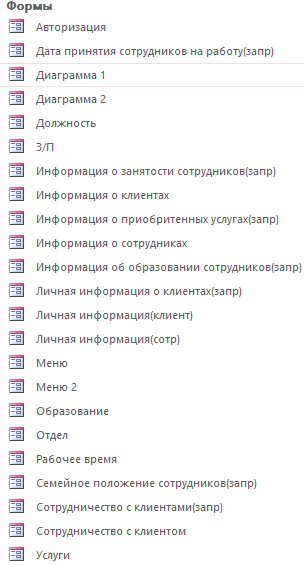 Формы
Авторизация
Дата принятия сотрудников на работу(запр)
Диаграмма 1
Диаграмма 2
Должность
З/П
Информация о занятости сотрудников(запр)
Информация о клиентах
Информация о приобритенных услугах(запр)
Информация о сотрудниках
Информация об образовании сотрудников(запр)
Личная информация о клиентах(запр)
Личная информация(клиент)
Личная информация(сотр)
Меню
Меню 2
Образование
Отдел
Рабочее время
Семейное положение сотрудников(запр)
Сотрудничество с клиентами(запр)
Сотрудничество с клиентом
Услуги